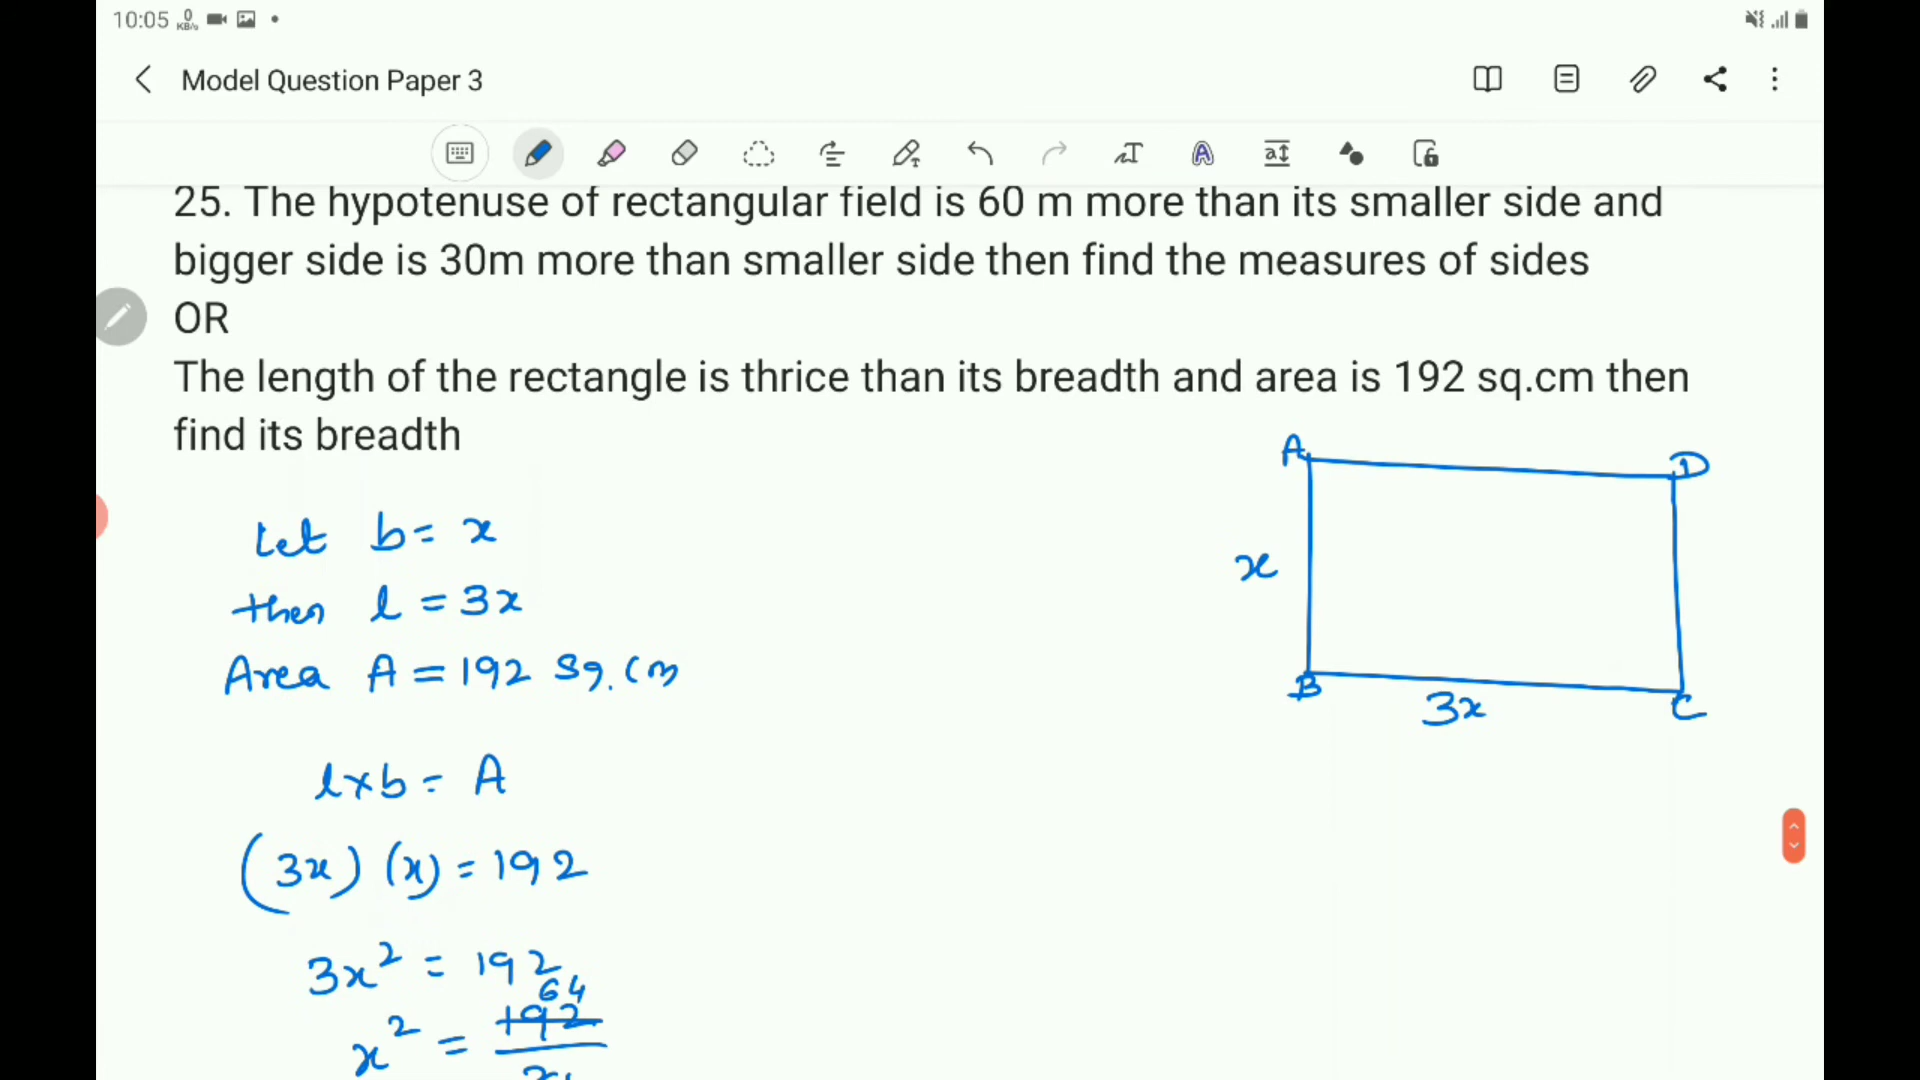 10:05 0 KB/s
Model Question Paper 3
25. The hypotenuse of rectangular field is 60 m more than its smaller side and
bigger side is 30m more than smaller side then find the measures of sides
OR
The length of the rectangle is thrice than its breadth and area is 192 sq.cm then
find its breadth
A D
Let b = x
x
then l = 3x
Area A = 192 Sq. cm
B 3x C
l×b = A
(3x) (x) = 192
3x² = 192
64
x² = 192